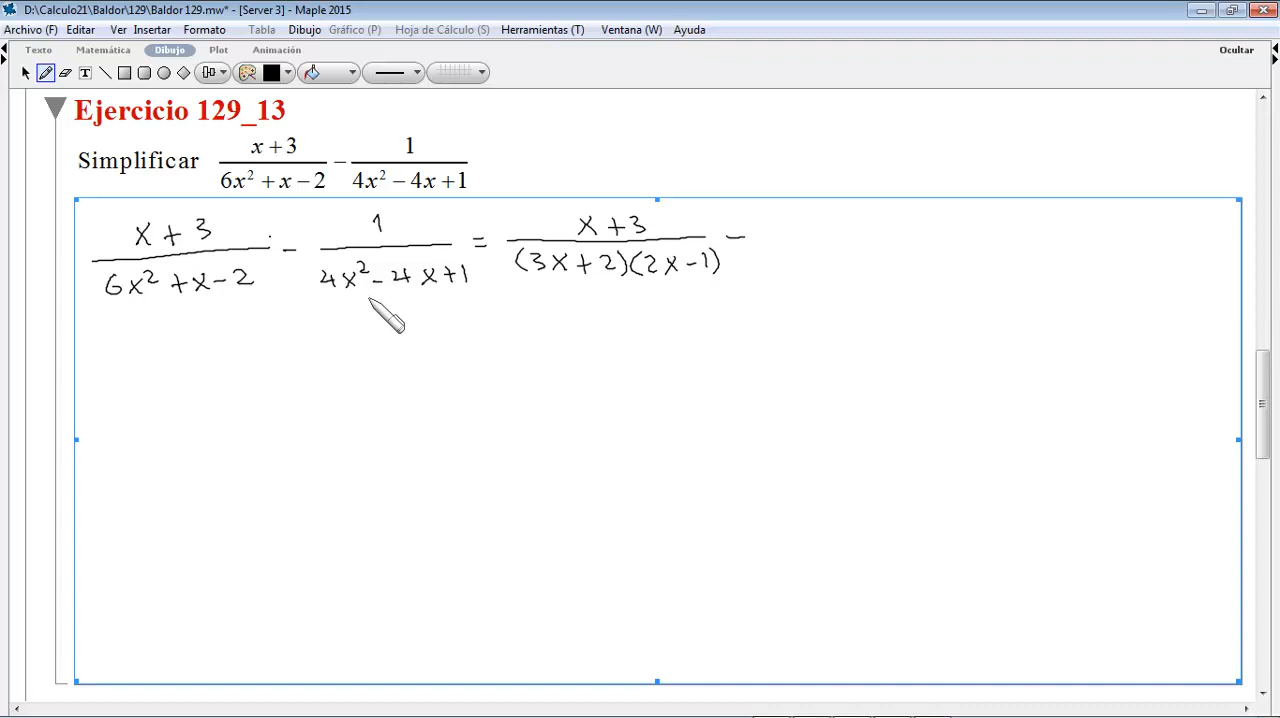 D:\Calculo21\Baldor\129\Baldor 129.mw* - [Server 3] - Maple 2015
Archivo (F) Editar Ver Insertar Formato Tabla Dibujo Gráfico (P) Hoja de Cálculo (S) Herramientas (T) Ventana (W) Ayuda
Texto Matemática Dibujo Plot Animación Ocultar
Ejercicio 129_13
Simplificar (x+3)/(6x² + x − 2) − 1/(4x² − 4x + 1)
(x + 3)/(6x² + x − 2) − 1/(4x² − 4x + 1) = (x + 3)/((3x + 2)(2x − 1)) −